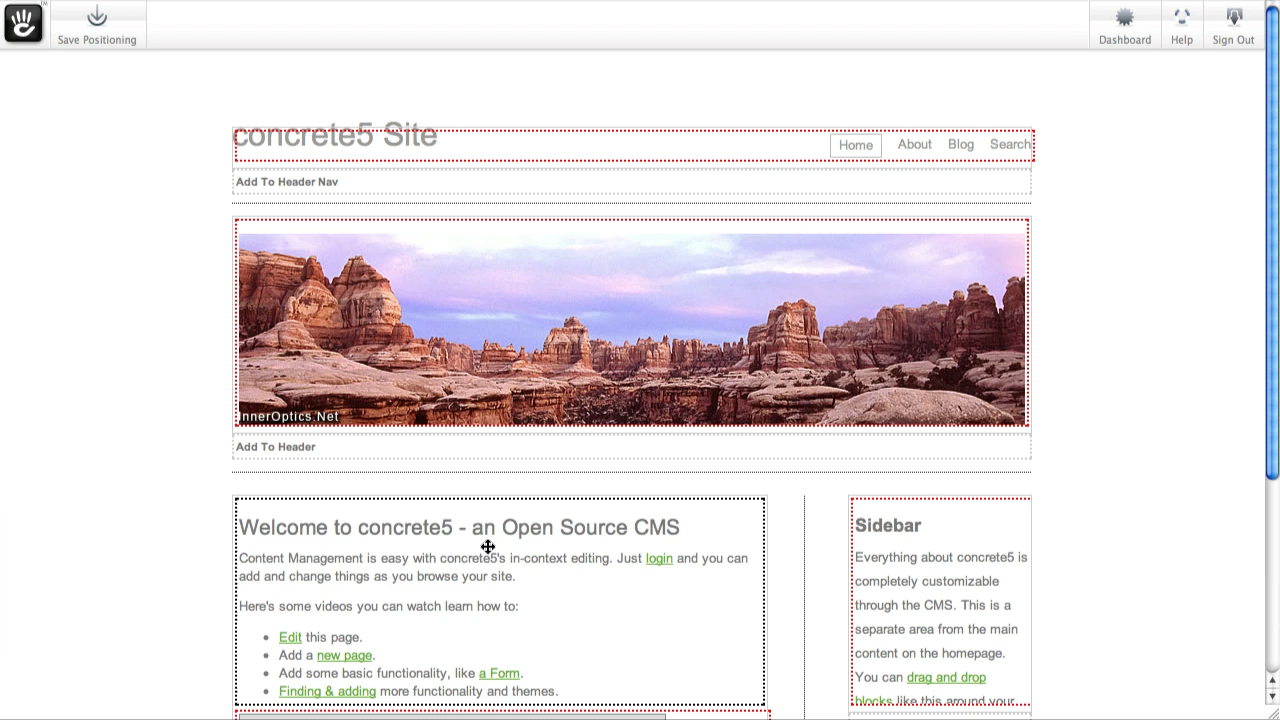 Save Positioning
Dashboard
Help
Sign Out
concrete5 Site
Home
About
Blog
Search
Add To Header Nav
InnerOptics.Net
Add To Header
Welcome to concrete5 - an Open Source CMS
Content Management is easy with concrete5's in-context editing. Just login and you can
add and change things as you browse your site.
Here's some videos you can watch learn how to:
Edit this page.
Add a new page.
Add some basic functionality, like a Form.
Finding & adding more functionality and themes.
Sidebar
Everything about concrete5 is
completely customizable
through the CMS. This is a
separate area from the main
content on the homepage.
You can drag and drop
blocks like this around your